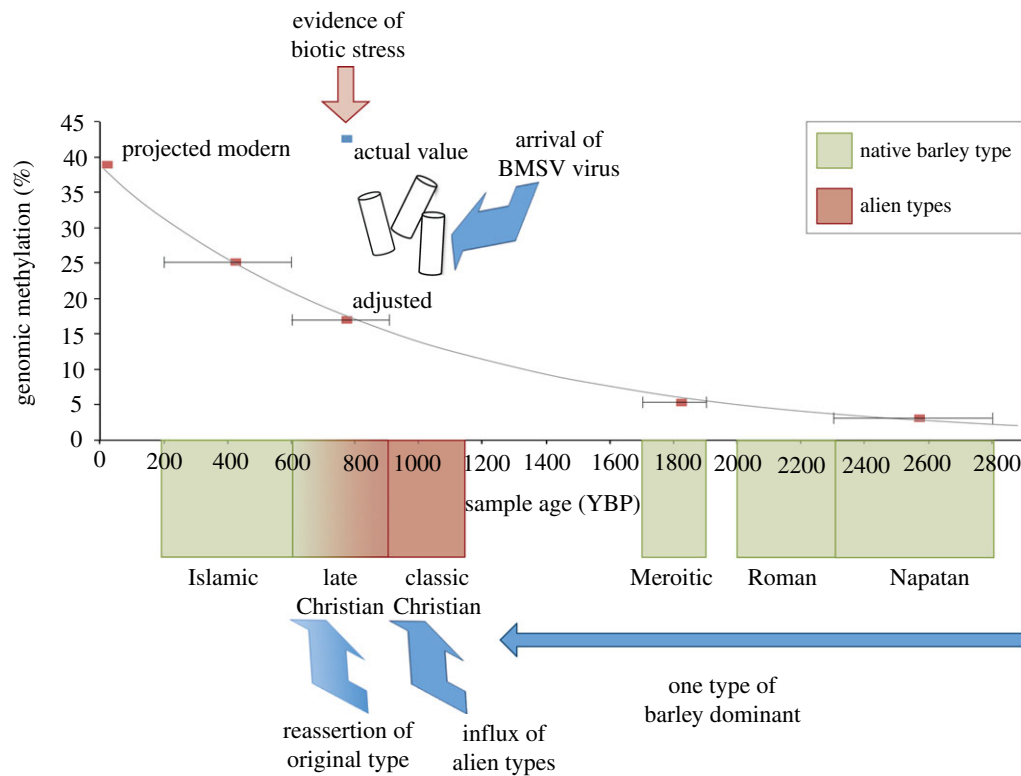 evidence of
biotic stress
45
40
35
30
25
20
15
10
5
0
genomic methylation (%)
projected modern
actual value
arrival of
BMSV virus
adjusted
native barley type
alien types
0
200
400
600
800
1000
1200
1400
1600
1800
2000
2200
2400
2600
2800
sample age (YBP)
Islamic
late
Christian
classic
Christian
Meroitic
Roman
Napatan
reassertion of
original type
influx of
alien types
one type of
barley dominant